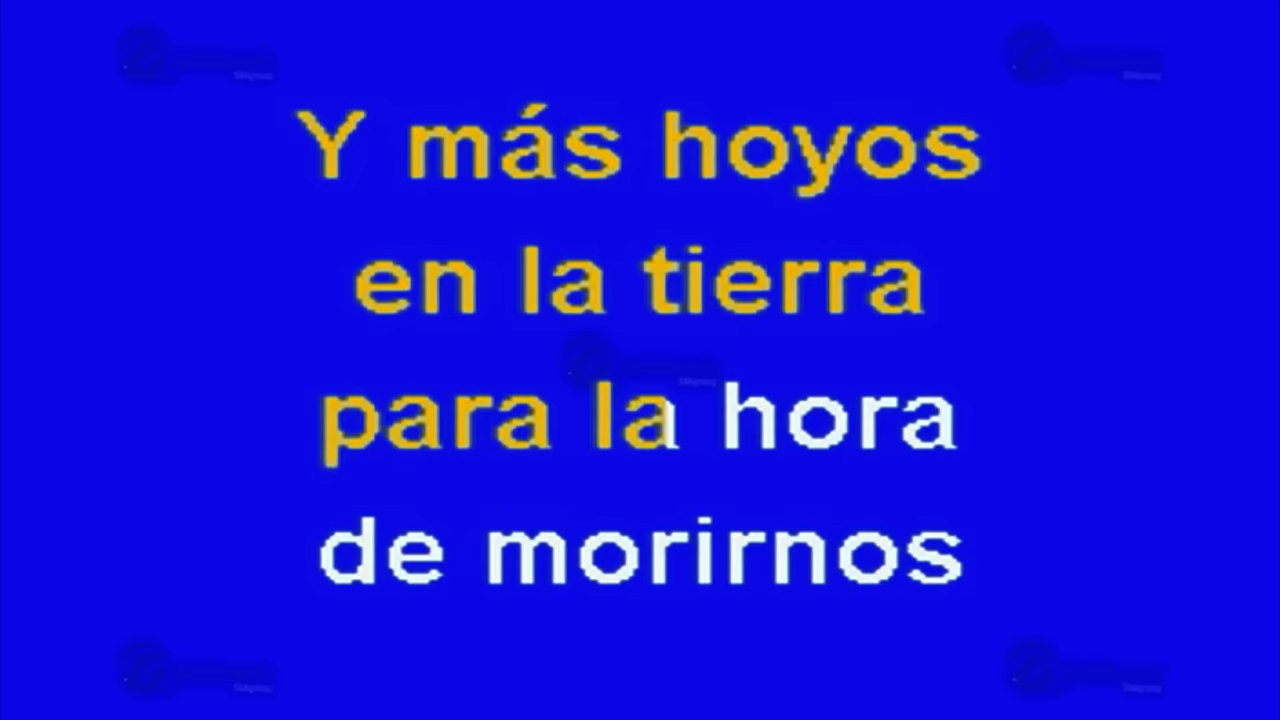 Y más hoyos
en la tierra
para la hora
de morirnos